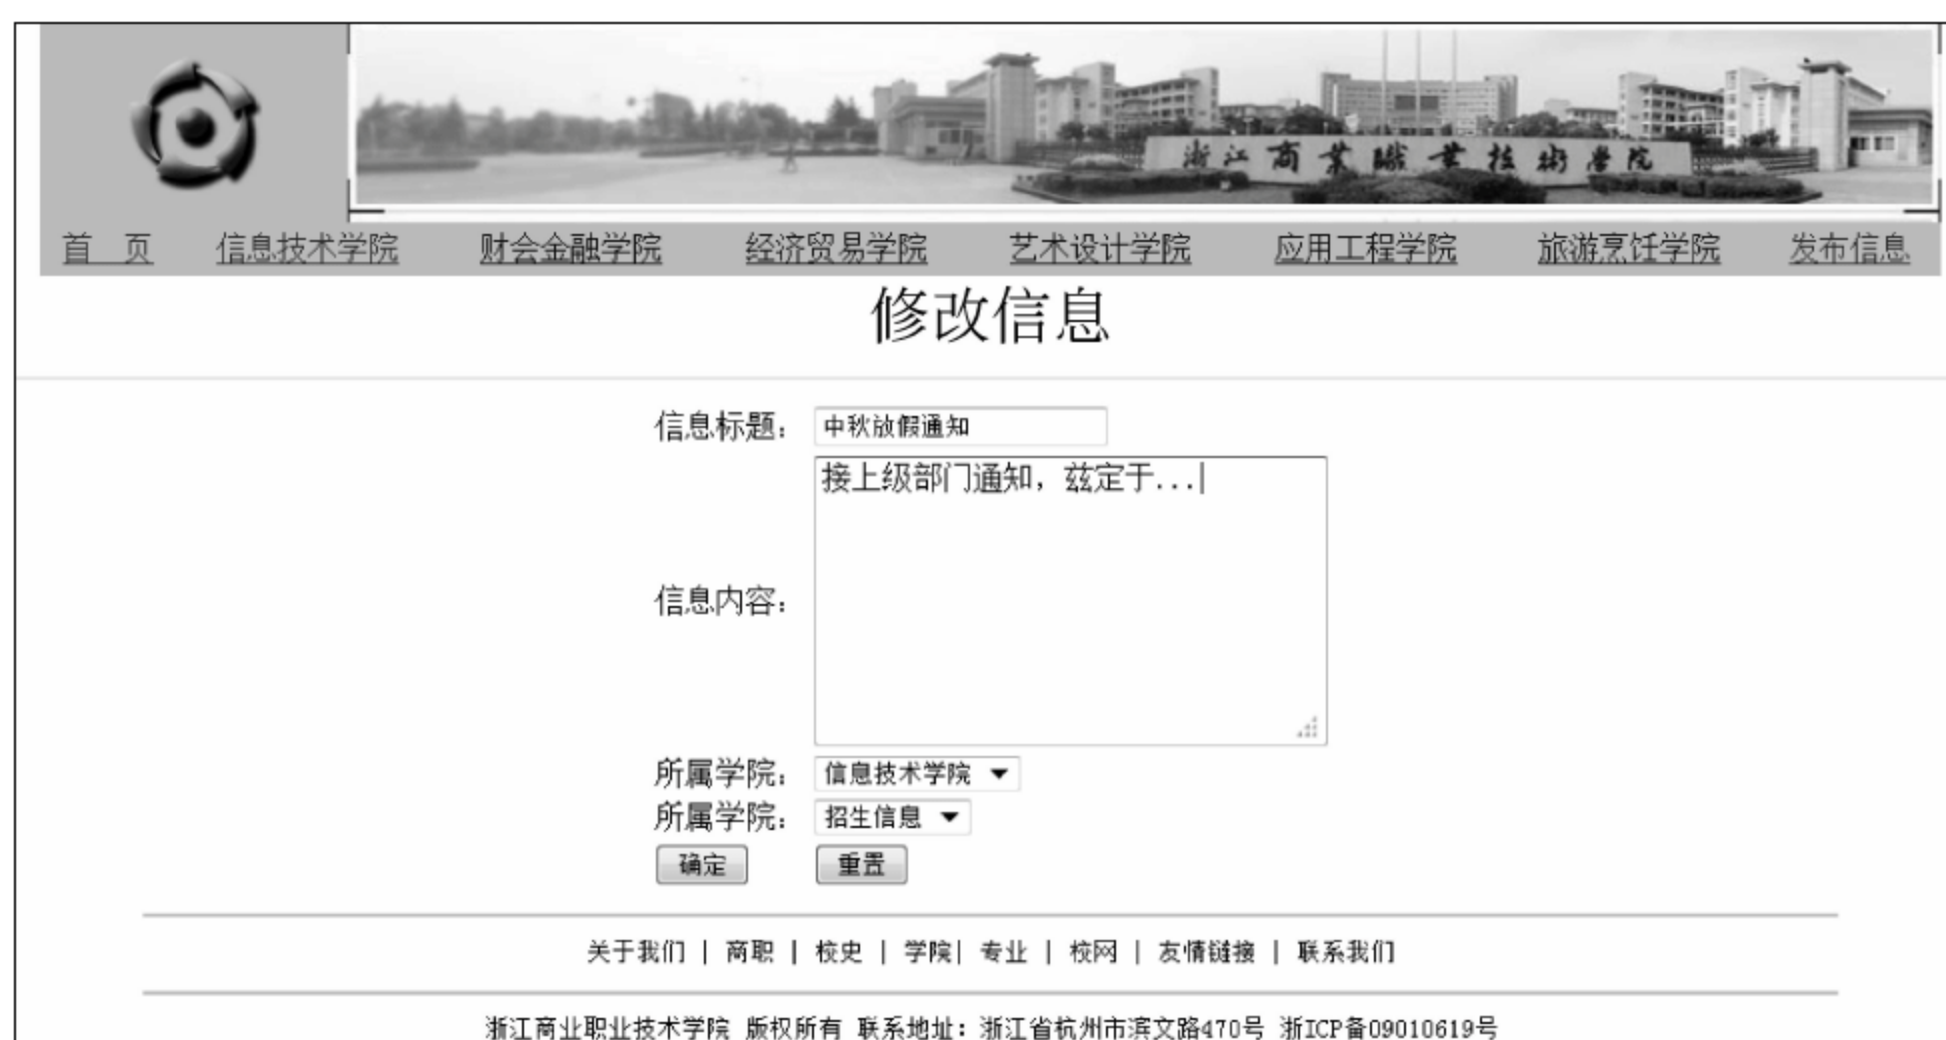 浙江商業職業技術學院
首 页 信息技术学院 财会金融学院 经济贸易学院 艺术设计学院 应用工程学院 旅游烹饪学院 发布信息
修改信息
信息标题： 中秋放假通知
接上级部门通知，兹定于...
信息内容：
所属学院： 信息技术学院
所属学院： 招生信息
确定 重置
关于我们 | 商职 | 校史 | 学院| 专业 | 校网 | 友情链接 | 联系我们
浙江商业职业技术学院 版权所有 联系地址：浙江省杭州市滨文路470号 浙ICP备09010619号